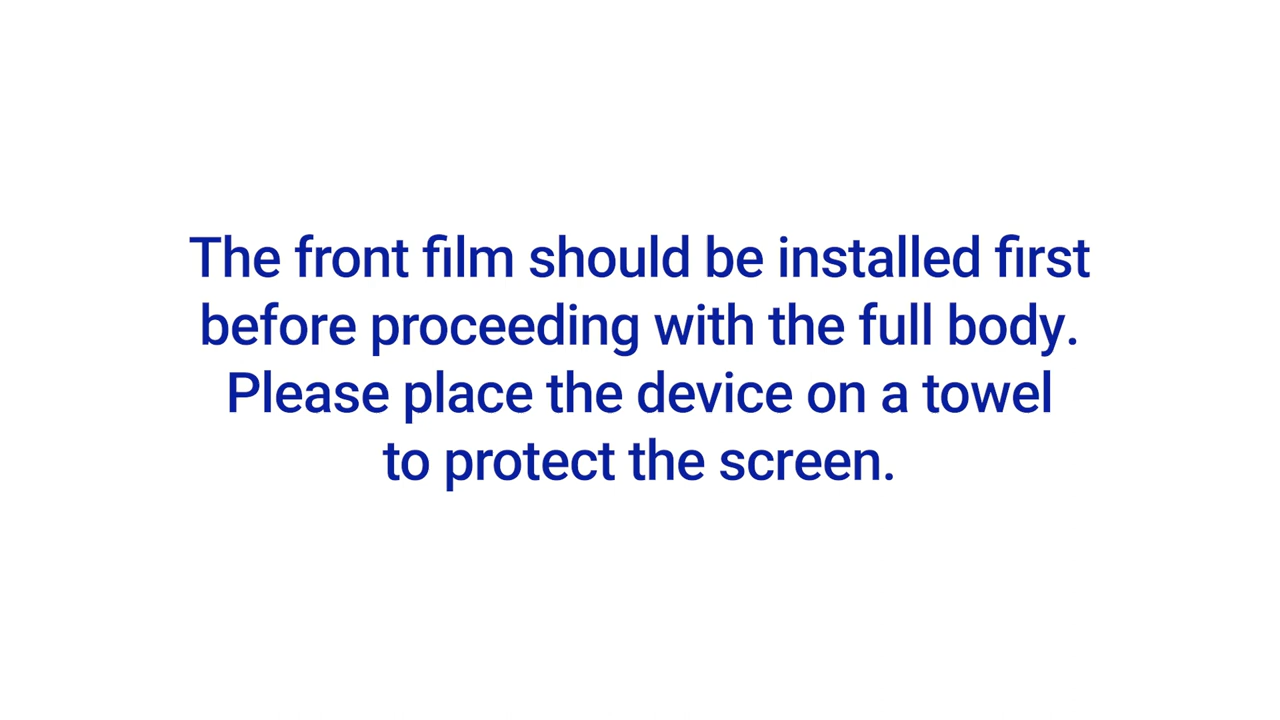 The front film should be installed first
before proceeding with the full body.
Please place the device on a towel
to protect the screen.